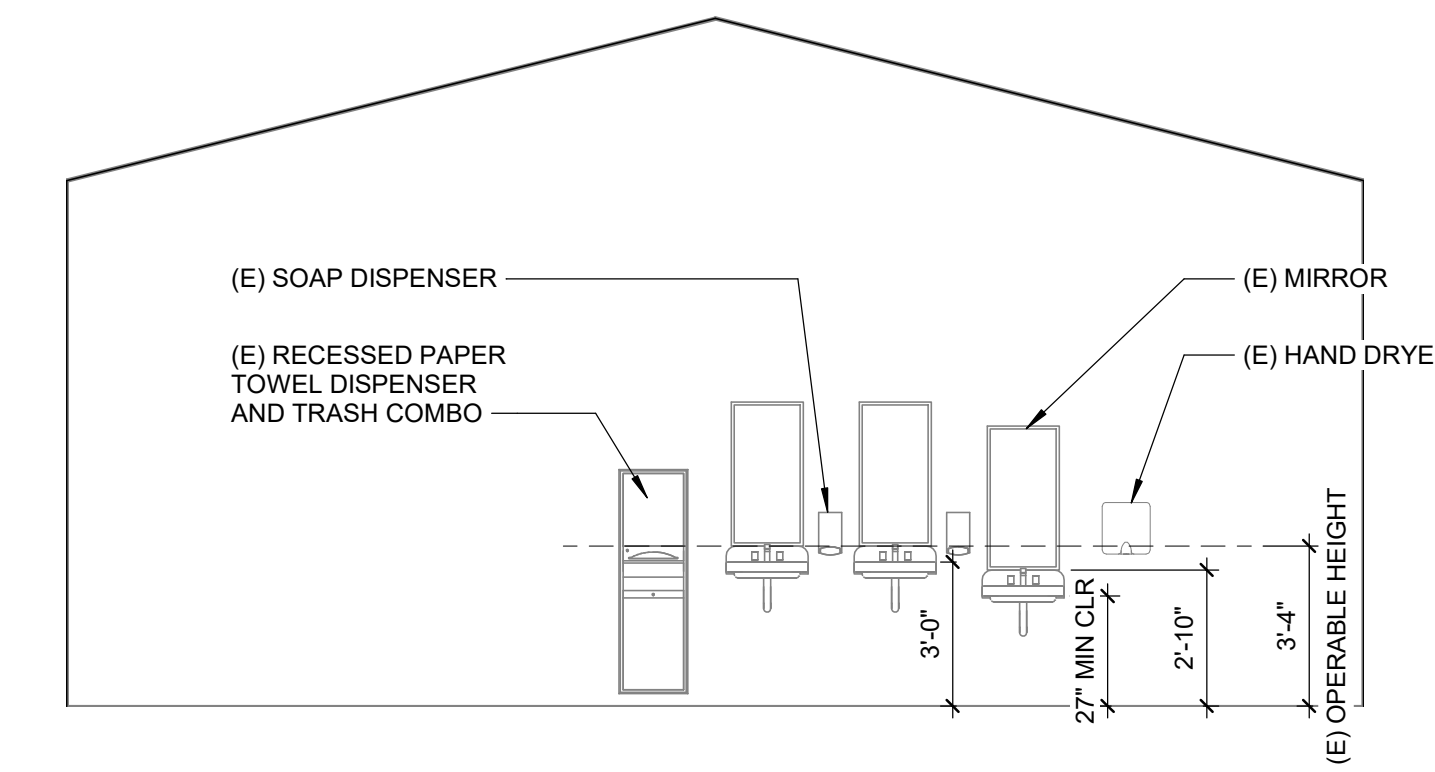 (E) SOAP DISPENSER
(E) MIRROR
(E) RECESSED PAPER
TOWEL DISPENSER
AND TRASH COMBO
(E) HAND DRYE
3'-0"
27" MIN CLR
2'-10"
3'-4"
(E) OPERABLE HEIGHT